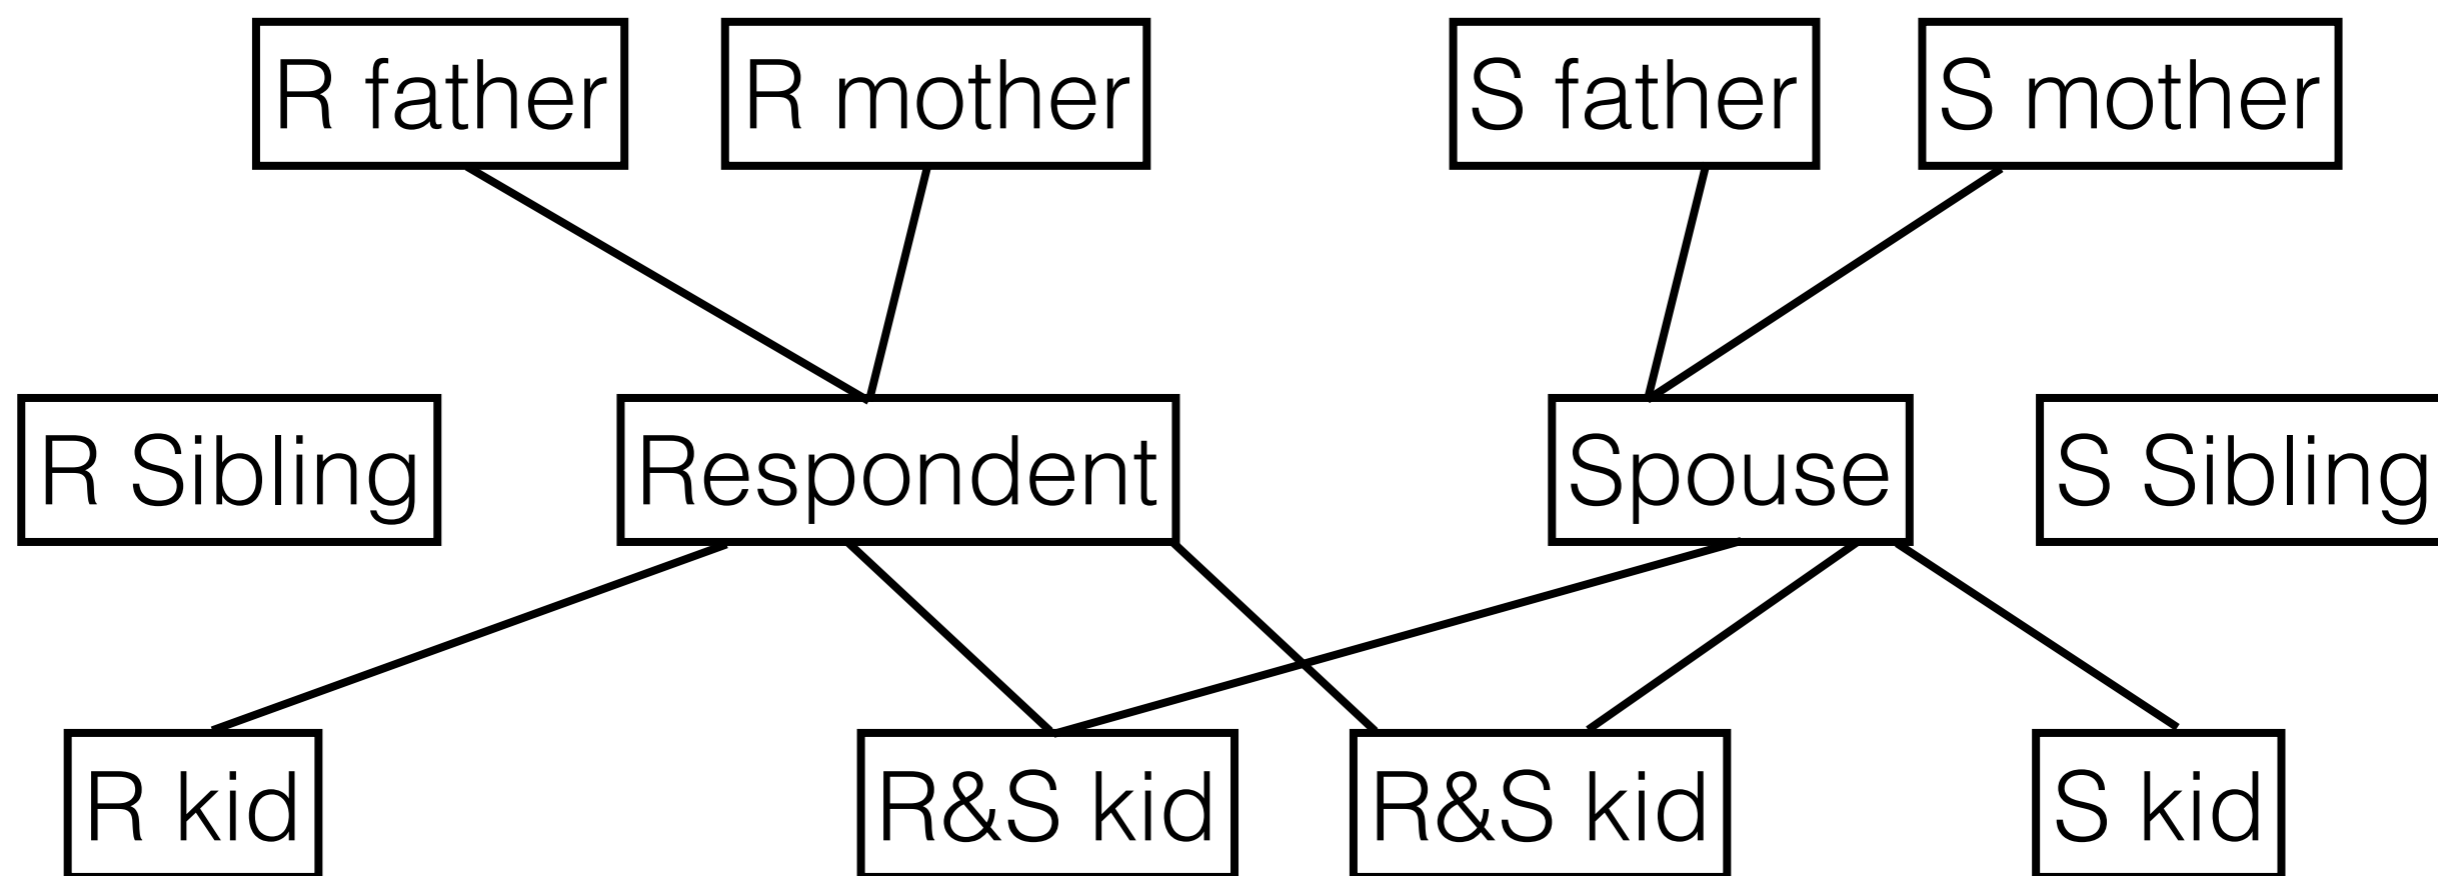 R father
R mother
S father
S mother
R Sibling
Respondent
Spouse
S Sibling
R kid
R&S kid
R&S kid
S kid